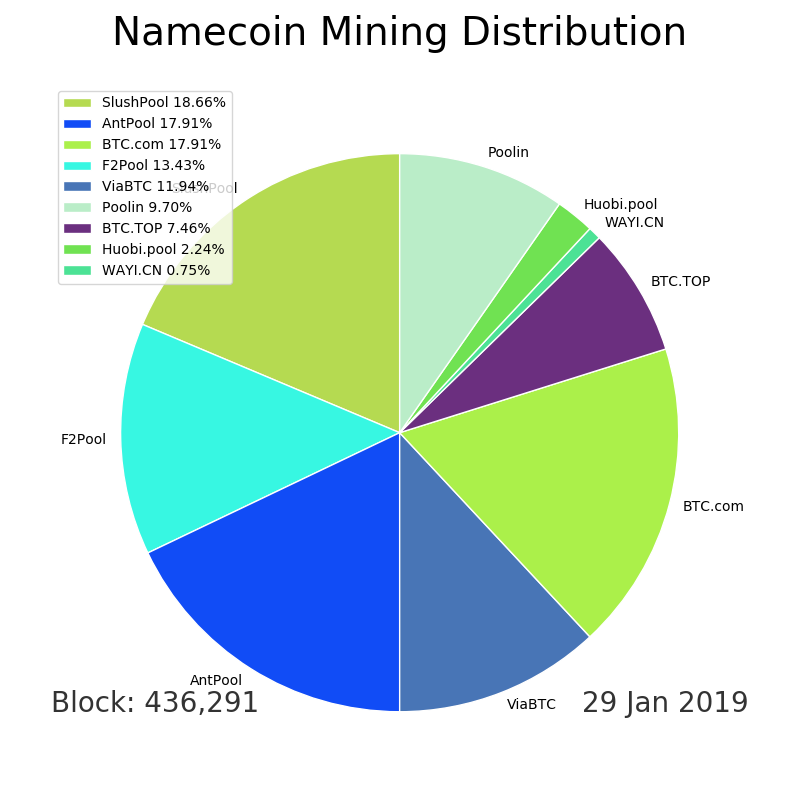 Namecoin Mining Distribution
SlushPool 18.66%
AntPool 17.91%
BTC.com 17.91%
F2Pool 13.43%
ViaBTC 11.94%
Poolin 9.70%
BTC.TOP 7.46%
Huobi.pool 2.24%
WAYI.CN 0.75%
SlushPool
Poolin
Huobi.pool
WAYI.CN
BTC.TOP
F2Pool
BTC.com
AntPool
ViaBTC
Block: 436,291
29 Jan 2019